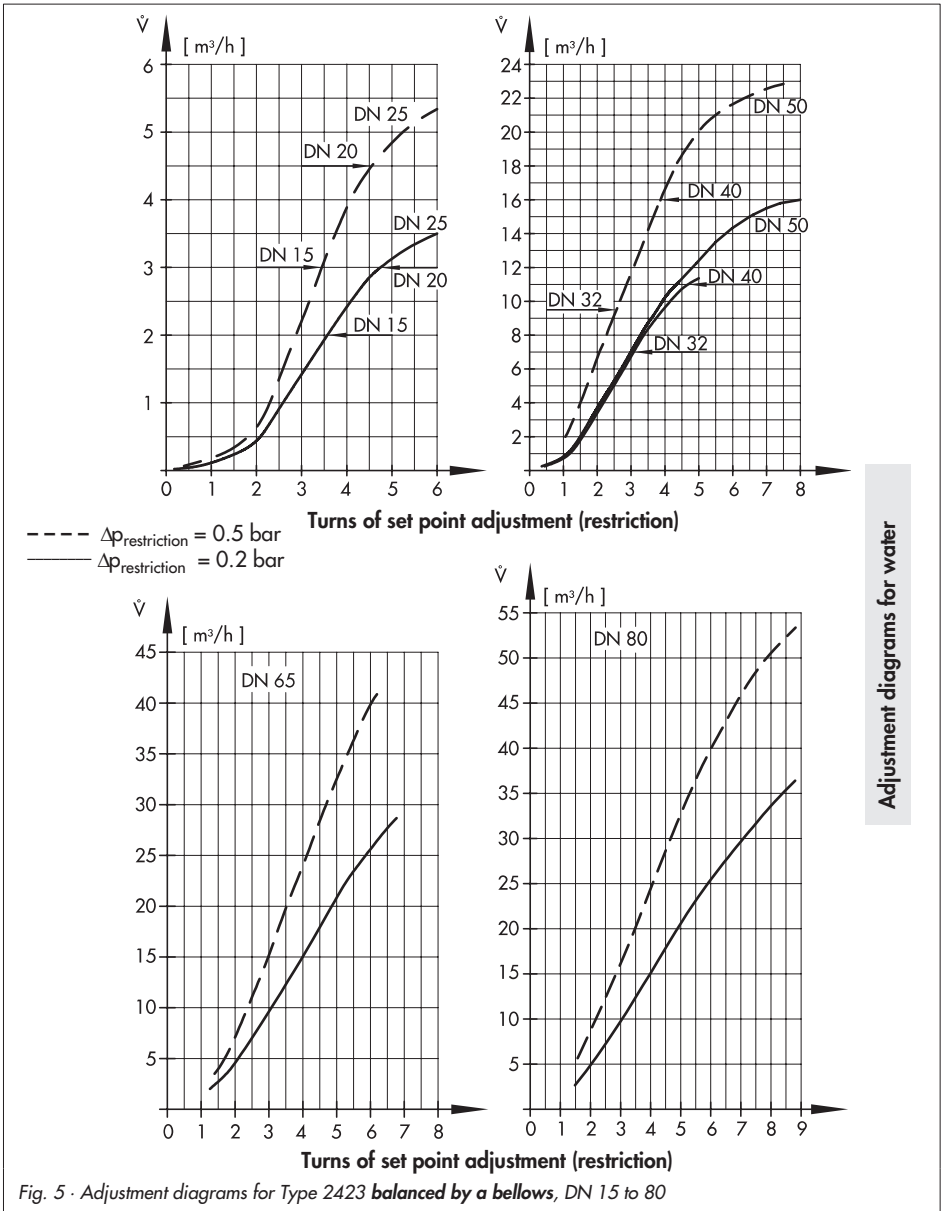 V̇
[ m³/h ]
6
5
4
3
2
1
0 1 2 3 4 5 6
DN 25
DN 20
DN 15
DN 25
DN 20
DN 15
V̇
[ m³/h ]
24
22
20
18
16
14
12
10
8
6
4
2
0 1 2 3 4 5 6 7 8
DN 50
DN 40
DN 50
DN 40
DN 32
DN 32
Turns of set point adjustment (restriction)
Δp restriction = 0.5 bar
Δp restriction = 0.2 bar
V̇
[ m³/h ]
45
40
35
30
25
20
15
10
5
0 1 2 3 4 5 6 7 8
DN 65
V̇
[ m³/h ]
55
50
45
40
35
30
25
20
15
10
5
0 1 2 3 4 5 6 7 8 9
DN 80
Turns of set point adjustment (restriction)
Adjustment diagrams for water
Fig. 5 · Adjustment diagrams for Type 2423 balanced by a bellows, DN 15 to 80